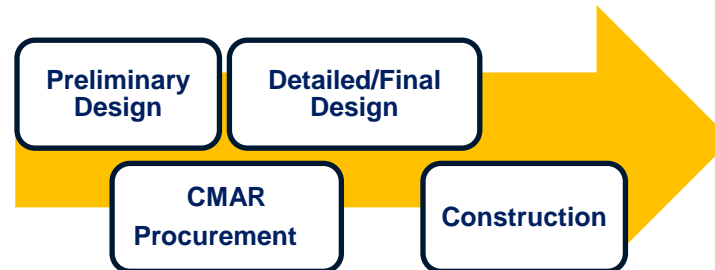 Preliminary
Design
Detailed/Final
Design
CMAR
Procurement
Construction